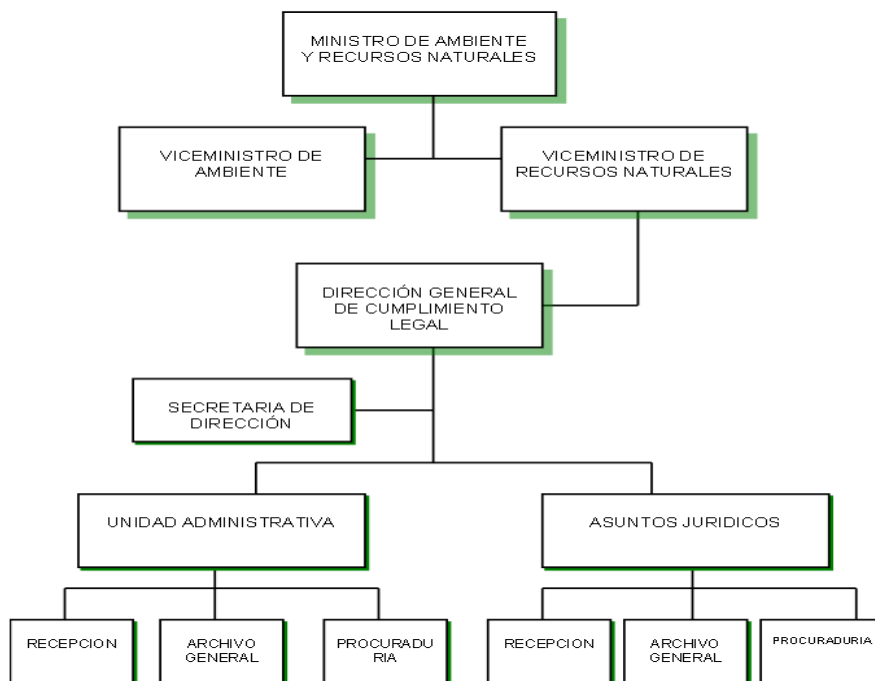 MINISTRO DE AMBIENTE
Y RECURSOS NATURALES
VICEMINISTRO DE
AMBIENTE
VICEMINISTRO DE
RECURSOS NATURALES
DIRECCIÓN GENERAL
DE CUMPLIMIENTO
LEGAL
SECRETARIA DE
DIRECCIÓN
UNIDAD ADMINISTRATIVA
ASUNTOS JURIDICOS
RECEPCION
ARCHIVO
GENERAL
PROCURADU
RIA
RECEPCION
ARCHIVO
GENERAL
PROCURADURIA